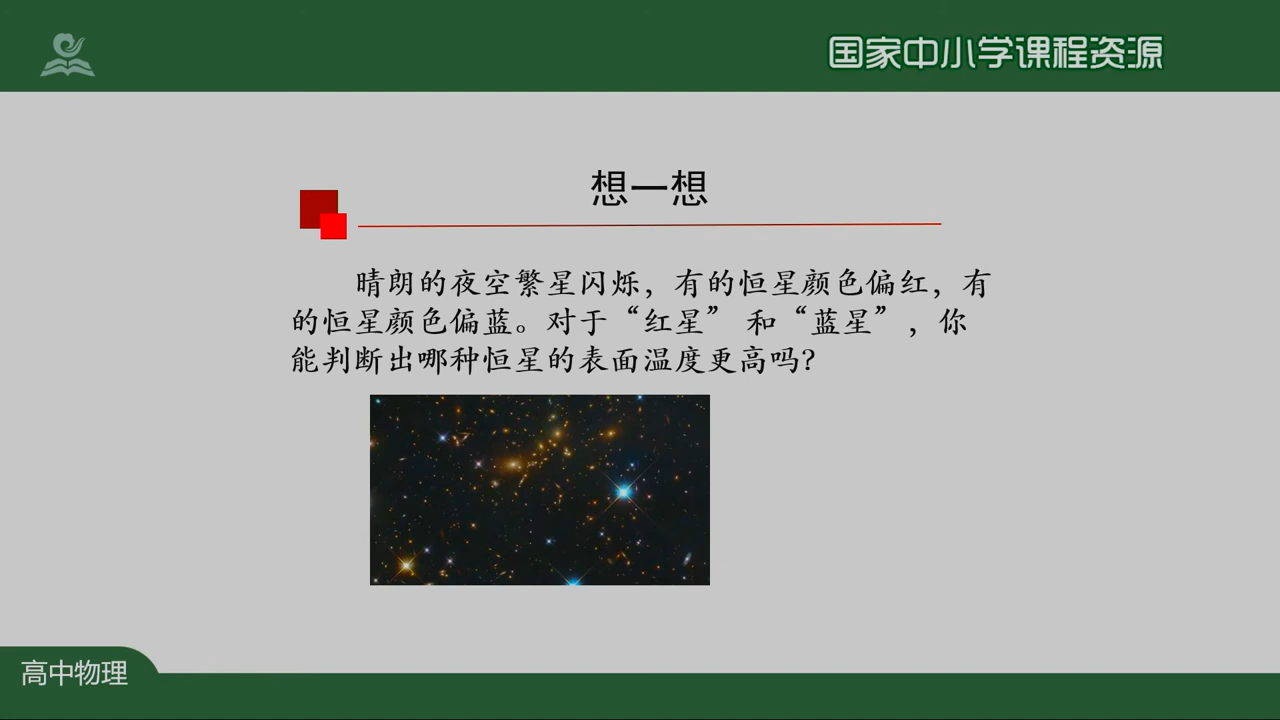 国家中小学课程资源
想一想
晴朗的夜空繁星闪烁，有的恒星颜色偏红，有
的恒星颜色偏蓝。对于“红星” 和“蓝星”，你
能判断出哪种恒星的表面温度更高吗？
高中物理